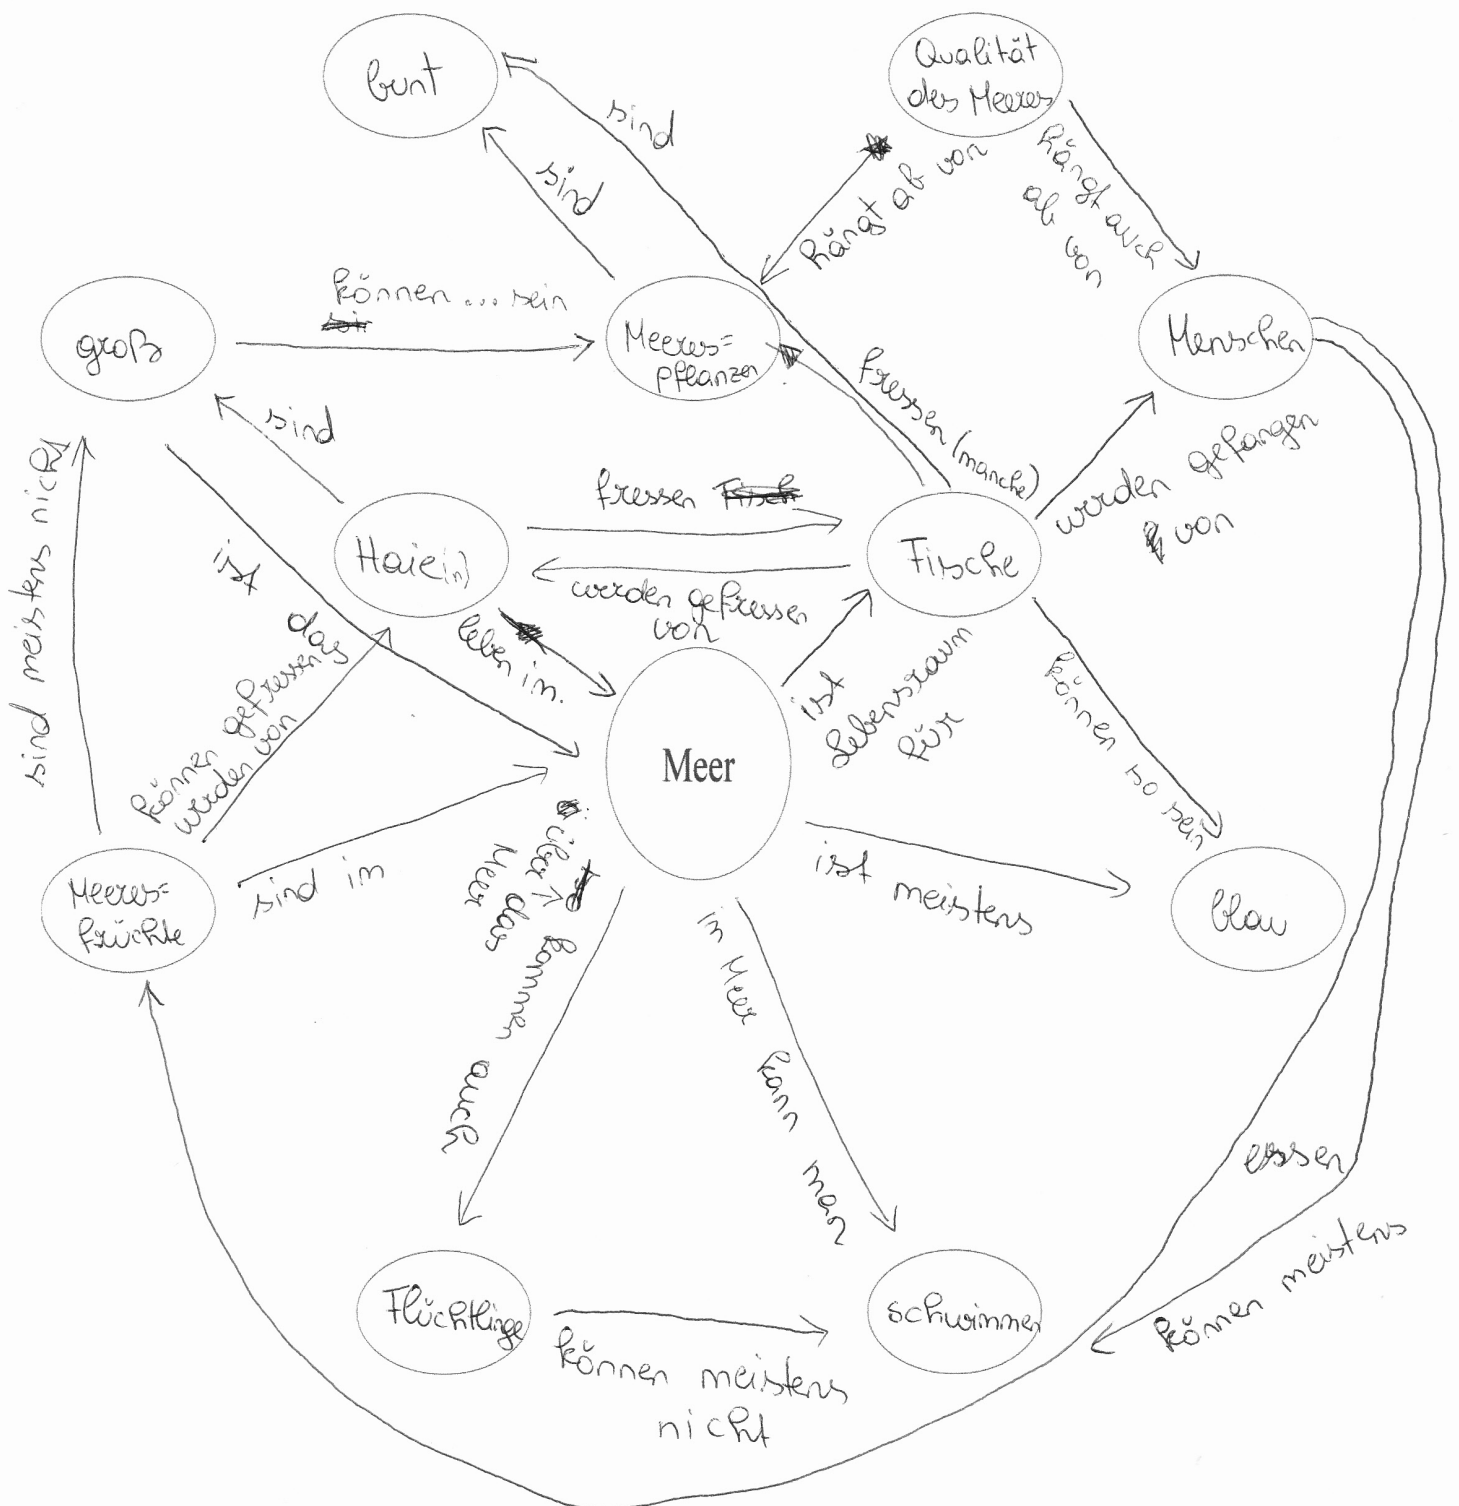 bunt
Qualität
des Meeres
sind
sind
hängt ab von
hängt auch
ab von
groß
können ... sein
Meeres=
pflanzen
Menschen
fressen (manche)
sind
sind meistens nicht
fressen Fisch
Haie(n)
Fische
werden gefangen
von
werden gefressen
von
ist das
leben im
ist
Lebensraum
für
können so sein
können gefressen
werden von
Meer
Meeres=
früchte
sind im
ist meistens
blau
über das
Meer
kommen auch
im Meer kann man
essen
können meistens
Flüchtlinge
können meistens
nicht
schwimmen